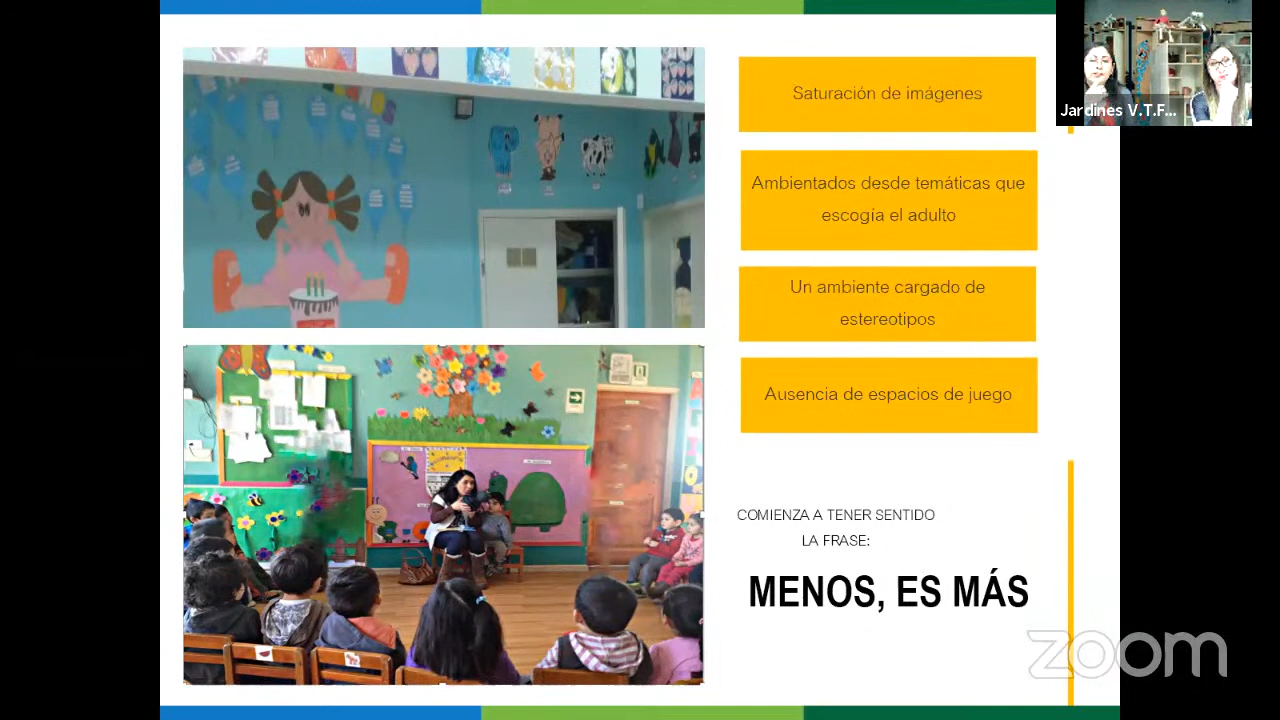 Saturación de imágenes
Ambientados desde temáticas que
escogía el adulto
Un ambiente cargado de
estereotipos
Ausencia de espacios de juego
COMIENZA A TENER SENTIDO
LA FRASE:
MENOS, ES MÁS
Jardines V.T.F...
zoom